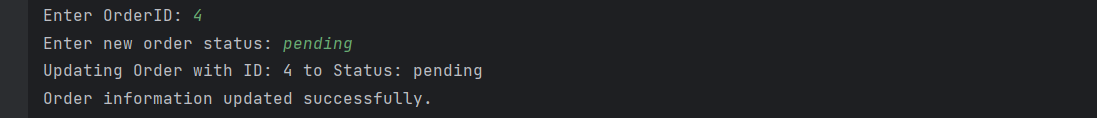 Enter OrderID: 4
Enter new order status: pending
Updating Order with ID: 4 to Status: pending
Order information updated successfully.